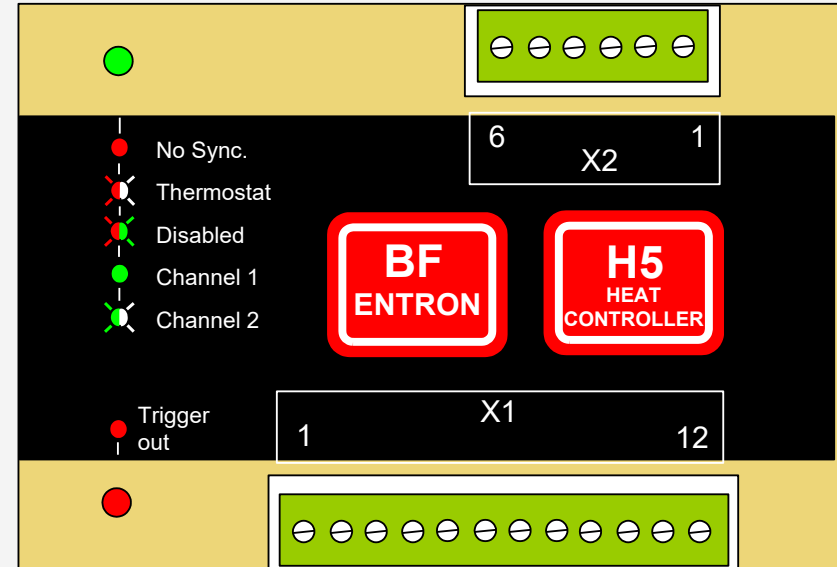 No Sync.
Thermostat
Disabled
Channel 1
Channel 2
6 1
X2
BF
ENTRON
H5
HEAT
CONTROLLER
Trigger
out
X1
1 12